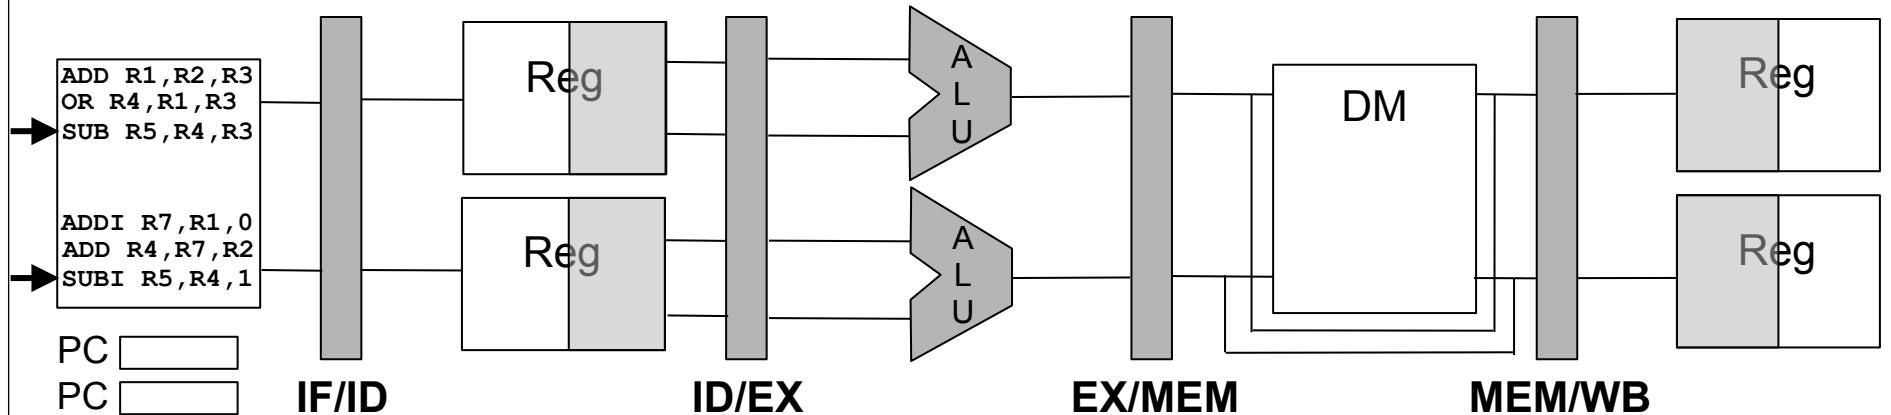 ADD R1,R2,R3
OR R4,R1,R3
SUB R5,R4,R3
ADDI R7,R1,0
ADD R4,R7,R2
SUBI R5,R4,1
PC
PC
IF/ID
Reg
Reg
ID/EX
A
L
U
A
L
U
EX/MEM
DM
MEM/WB
Reg
Reg